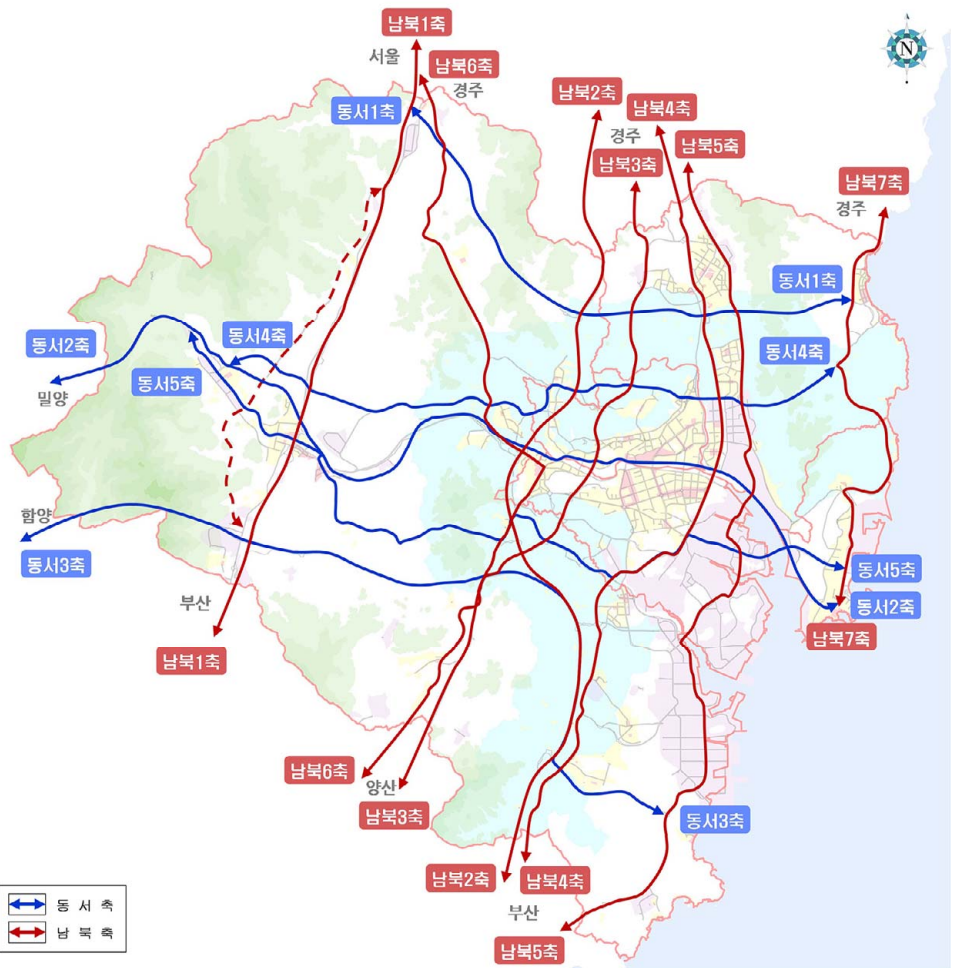 남북1축
서울
남북6축
경주
동서1축
남북2축
남북4축
경주
남북5축
남북3축
남북7축
경주
N
동서1축
동서2축
동서4축
동서4축
동서5축
밀양
함양
동서3축
동서5축
부산
동서2축
남북7축
남북1축
남북6축
양산
남북3축
동서3축
남북2축
남북4축
부산
남북5축
동 서 축
남 북 축